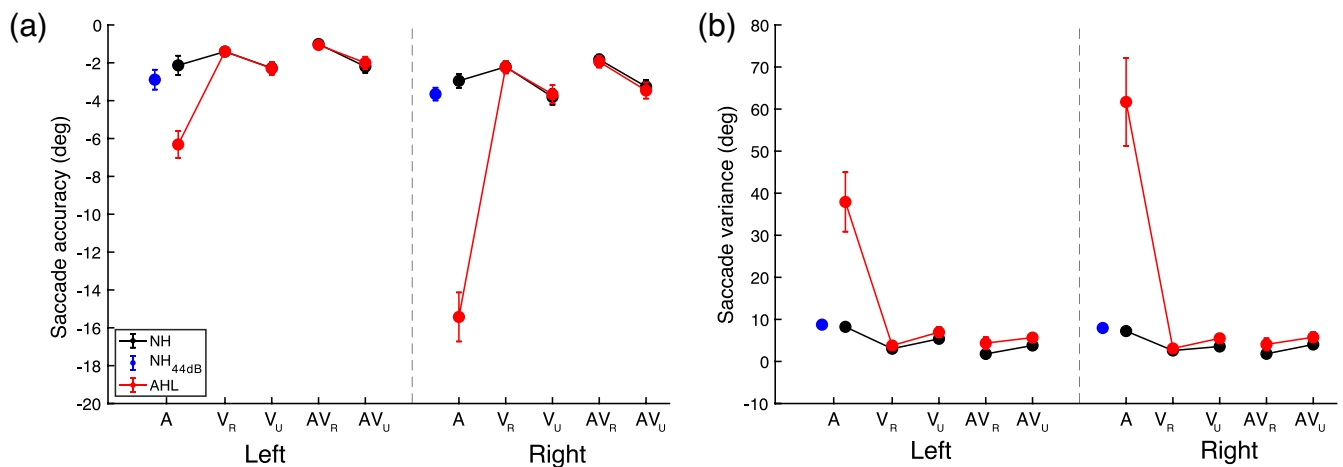 (a)
Saccade accuracy (deg)
0
-2
-4
-6
-8
-10
-12
-14
-16
-18
-20
NH
NH44dB
AHL
A VR VU AVR AVU A VR VU AVR AVU
Left Right
(b)
Saccade variance (deg)
80
70
60
50
40
30
20
10
0
-10
A VR VU AVR AVU A VR VU AVR AVU
Left Right